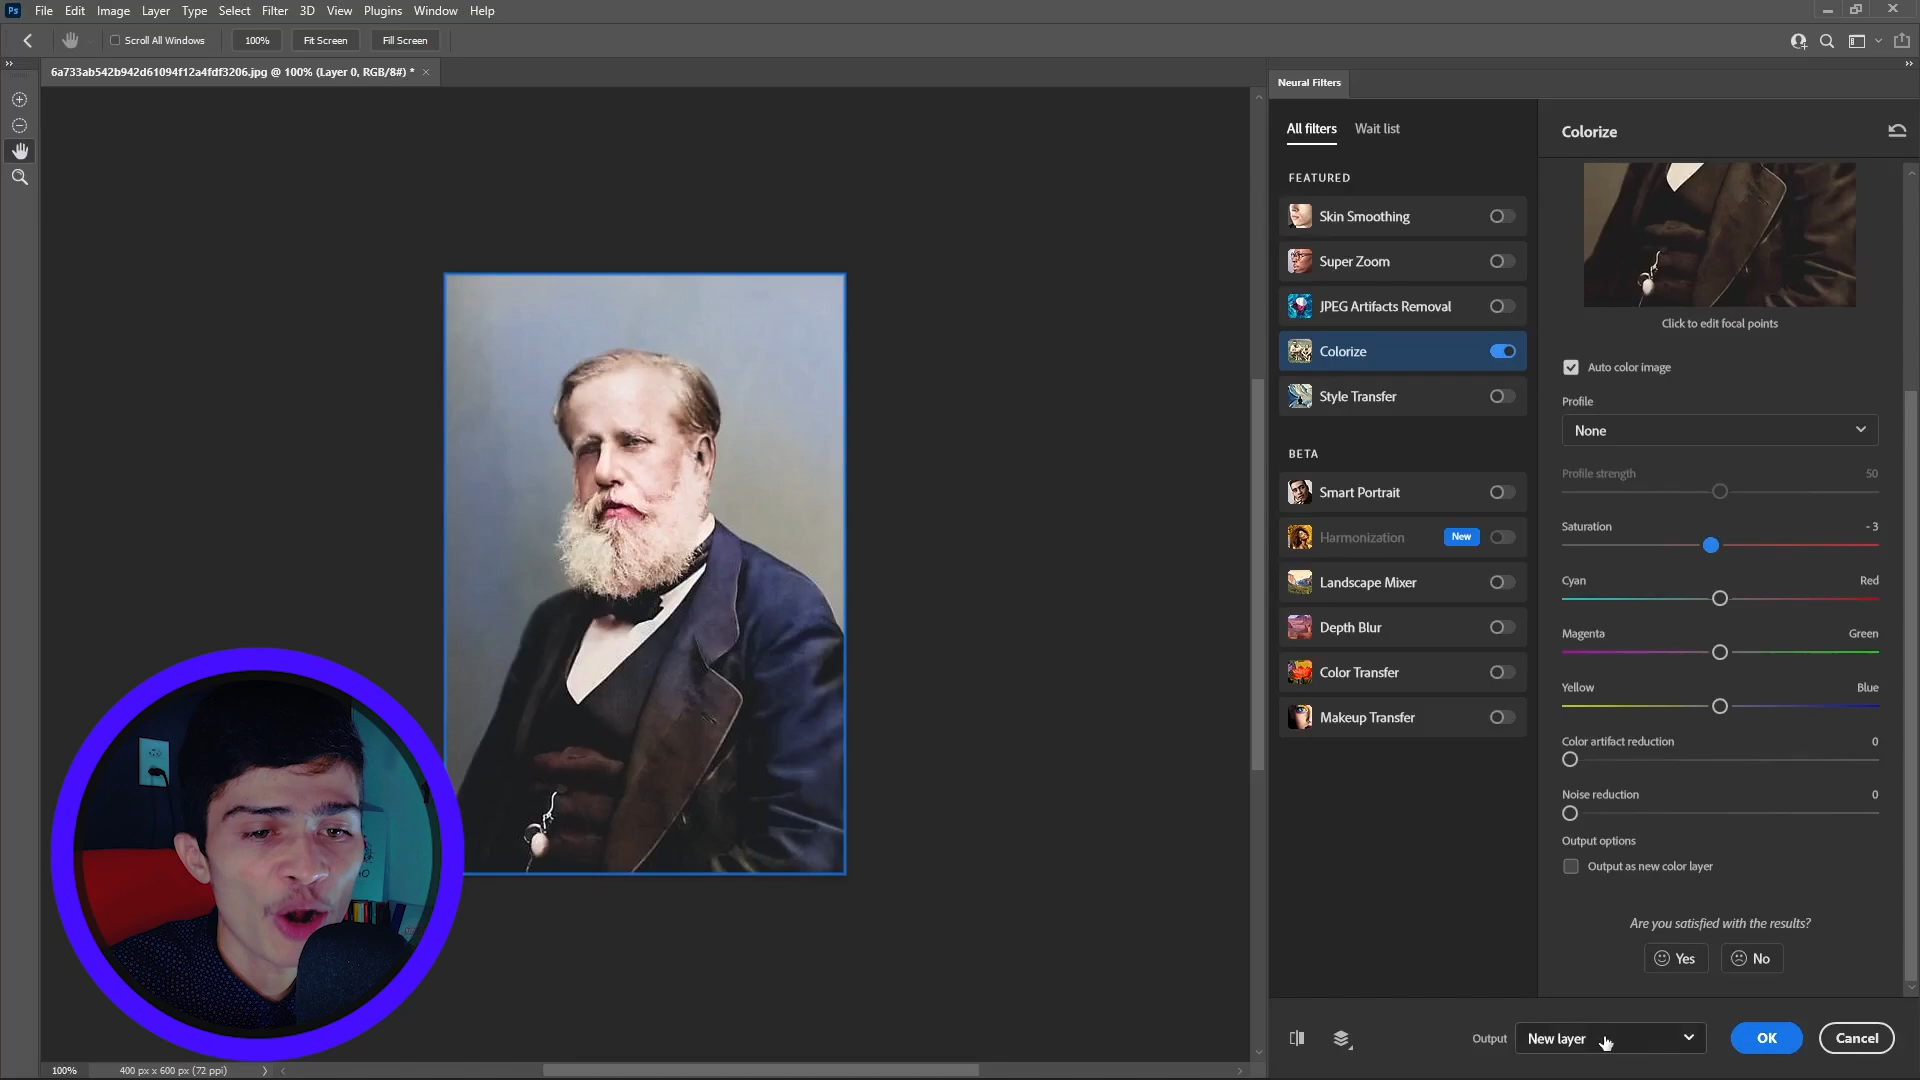 Ps File Edit Image Layer Type Select Filter 3D View Plugins Window Help
Scroll All Windows 100% Fit Screen Fill Screen
6a733ab542b942d61094f12a4fdf3206.jpg @ 100% (Layer 0, RGB/8#) *
Neural Filters
All filters Wait list
FEATURED
Skin Smoothing
Super Zoom
JPEG Artifacts Removal
Colorize
Style Transfer
BETA
Smart Portrait
Harmonization New
Landscape Mixer
Depth Blur
Color Transfer
Makeup Transfer
Colorize
Click to edit focal points
Auto color image
Profile
None
Profile strength 50
Saturation -3
Cyan Red
Magenta Green
Yellow Blue
Color artifact reduction 0
Noise reduction 0
Output options
Output as new color layer
Are you satisfied with the results?
Yes No
Output New layer OK Cancel
100% 400 px x 600 px (72 ppi)